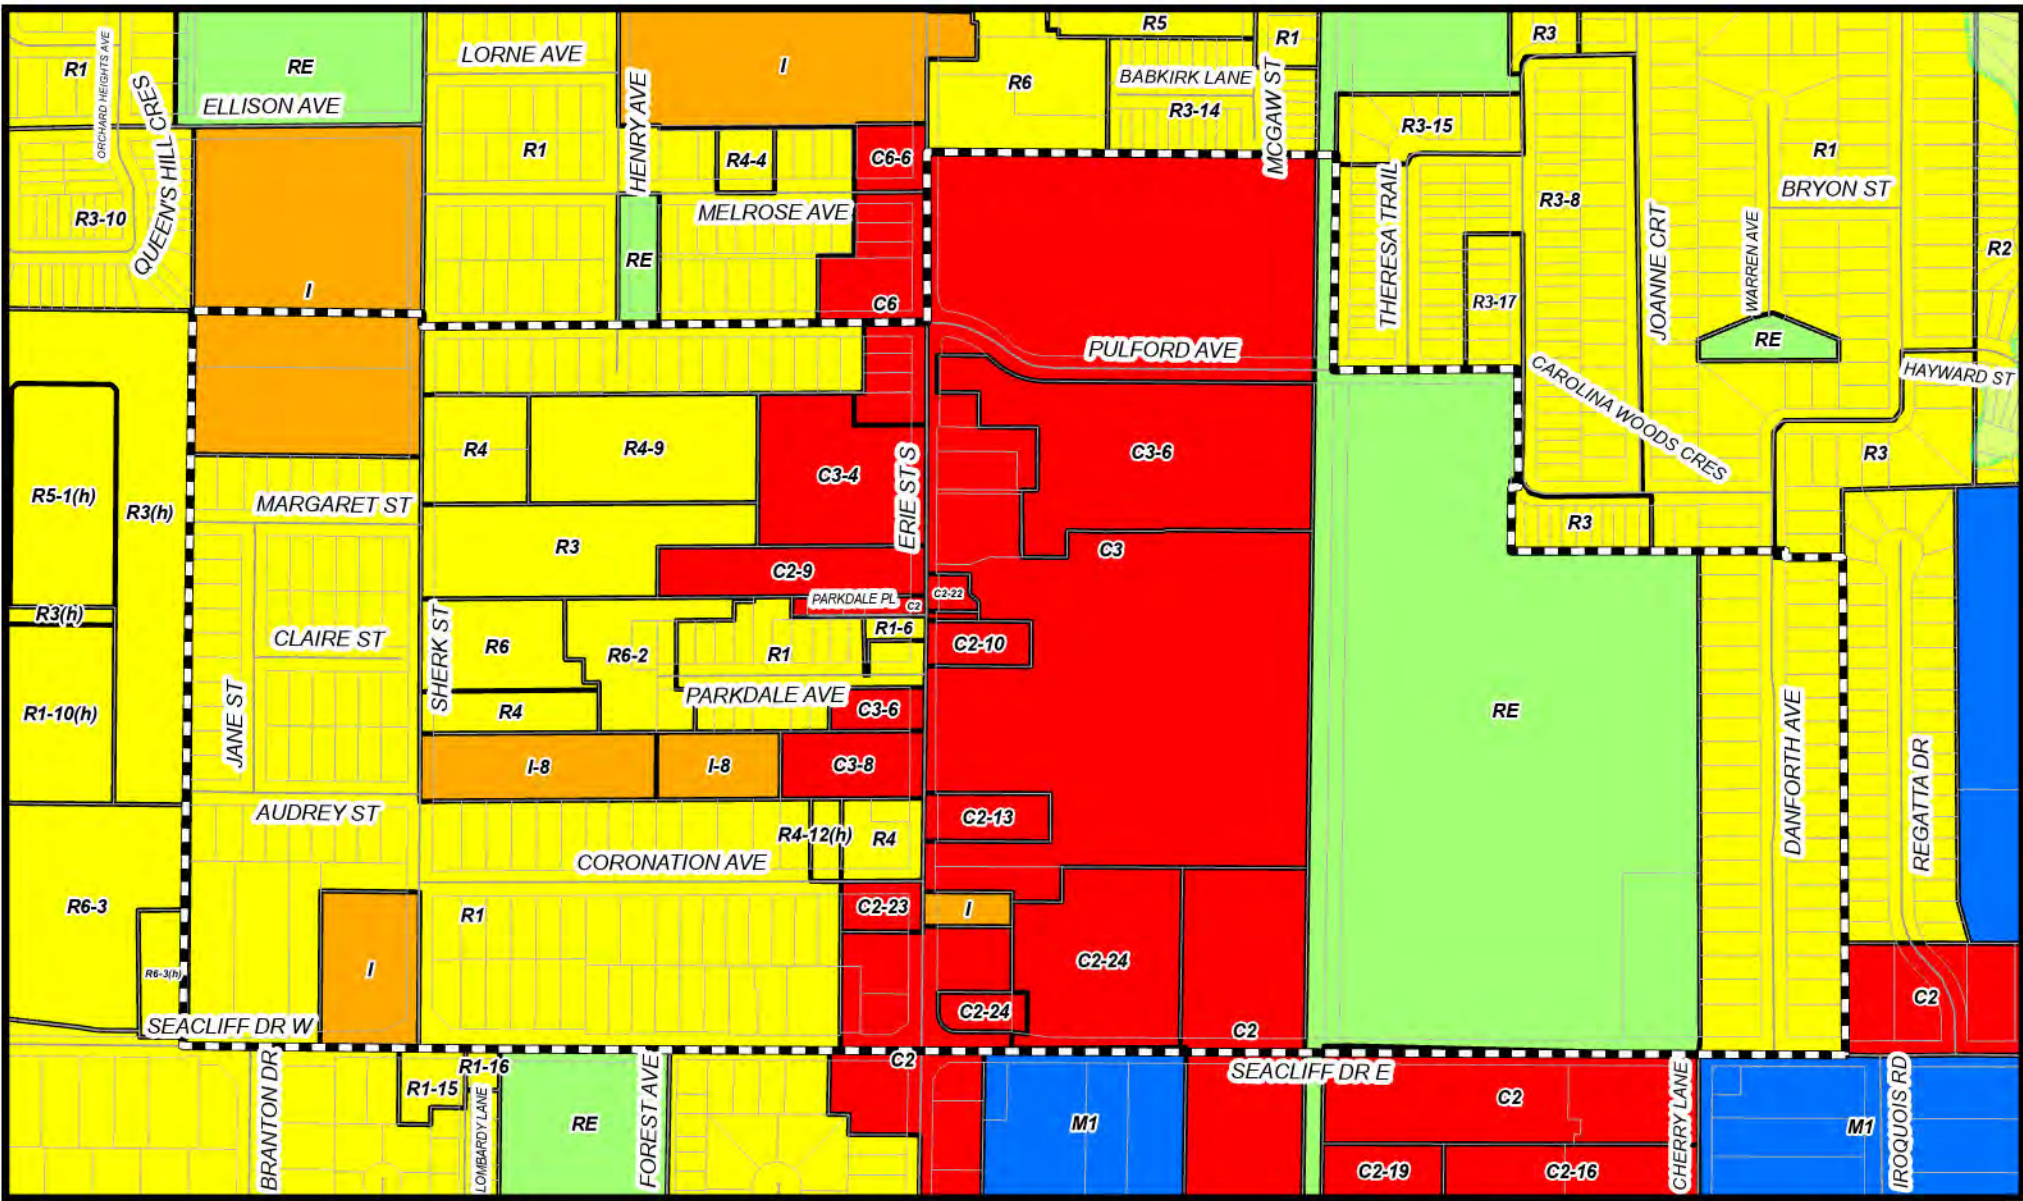 R5
R3
R1
LORNE AVE
R1
RE
I
R6
BABKIRK LANE
R3-14
MCGAW ST
ORCHARD HEIGHTS AVE
QUEEN'S HILL CRES
ELLISON AVE
HENRY AVE
R3-15
R1
R4-4
C6-6
R1
BRYON ST
R3-10
MELROSE AVE
THERESA TRAIL
R3-8
JOANNE CRT
WARREN AVE
R2
RE
I
C6
R3-17
PULFORD AVE
RE
HAYWARD ST
CAROLINA WOODS CRES
R4
R4-9
C3-4
ERIE ST S
C3-6
R3
R5-1(h)
R3(h)
MARGARET ST
R3
R3
C3
C2-9
C2-22
PARKDALE PL
C2
R3(h)
CLAIRE ST
SHERK ST
R6
R6-2
R1
R1-6
C2-10
PARKDALE AVE
R1-10(h)
JANE ST
R4
C3-6
RE
DANFORTH AVE
REGATTA DR
I-8
I-8
C3-8
AUDREY ST
R4-12(h)
R4
C2-13
CORONATION AVE
R6-3
R1
C2-23
I
R6-3(h)
I
C2-24
C2-24
C2
C2
SEACLIFF DR W
C2
SEACLIFF DR E
BRANTON DR
R1-15
R1-16
LOMBARDY LANE
RE
FOREST AVE
M1
C2
CHERRY LANE
M1
IROQUOIS RD
C2-19
C2-16